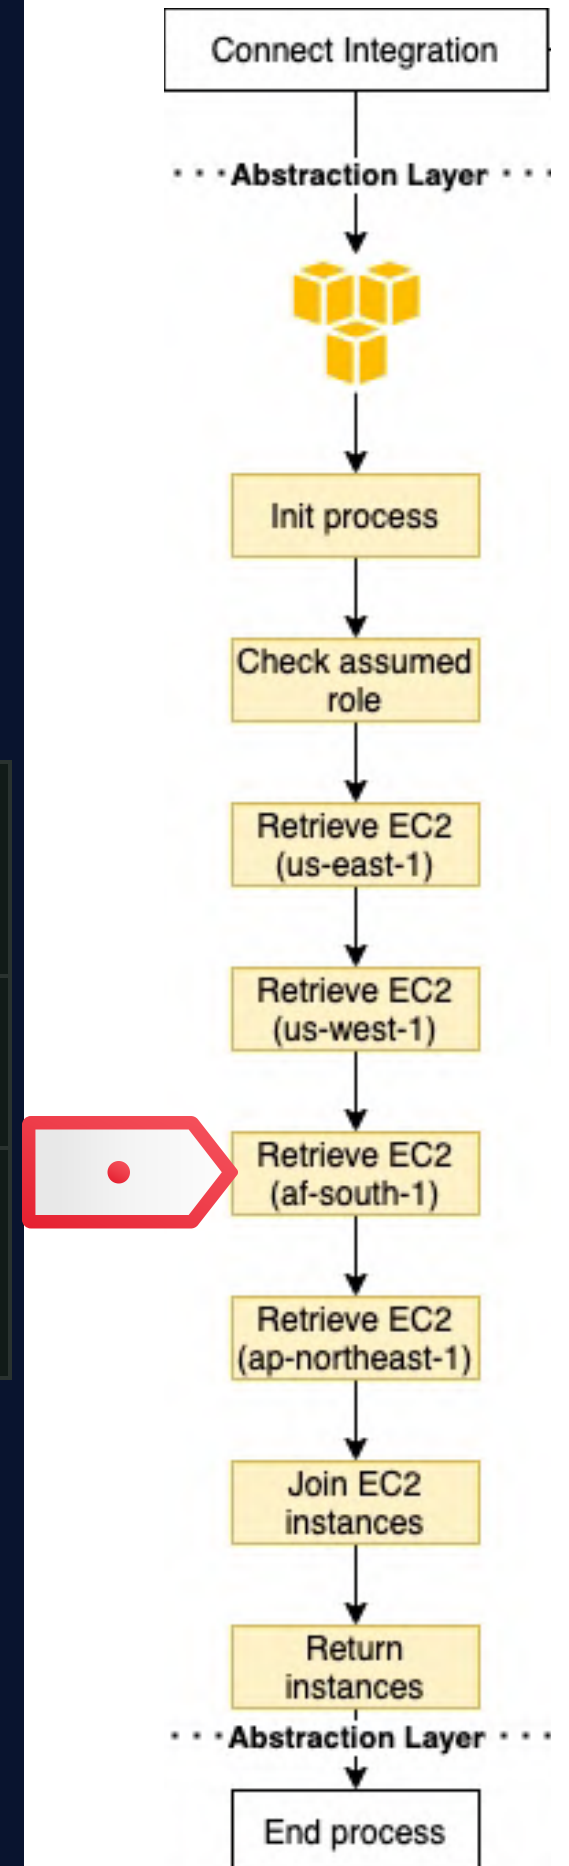 Connect Integration
Abstraction Layer
Init process
Check assumed
role
Retrieve EC2
(us-east-1)
Retrieve EC2
(us-west-1)
Retrieve EC2
(af-south-1)
Retrieve EC2
(ap-northeast-1)
Join EC2
instances
Return
instances
Abstraction Layer
End process